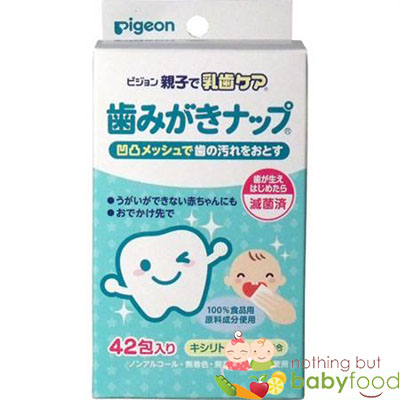 pigeon
ピジョン 親子で乳歯ケア®
歯みがきナップ®
凹凸メッシュで歯の汚れをおとす
歯が生え
はじめたら
滅菌済
●うがいができない赤ちゃんにも
●おでかけ先で
100%食品用
原料成分使用
42包入り
キシリト
ノンアルコール・無着色・無
nothing but
babyfood